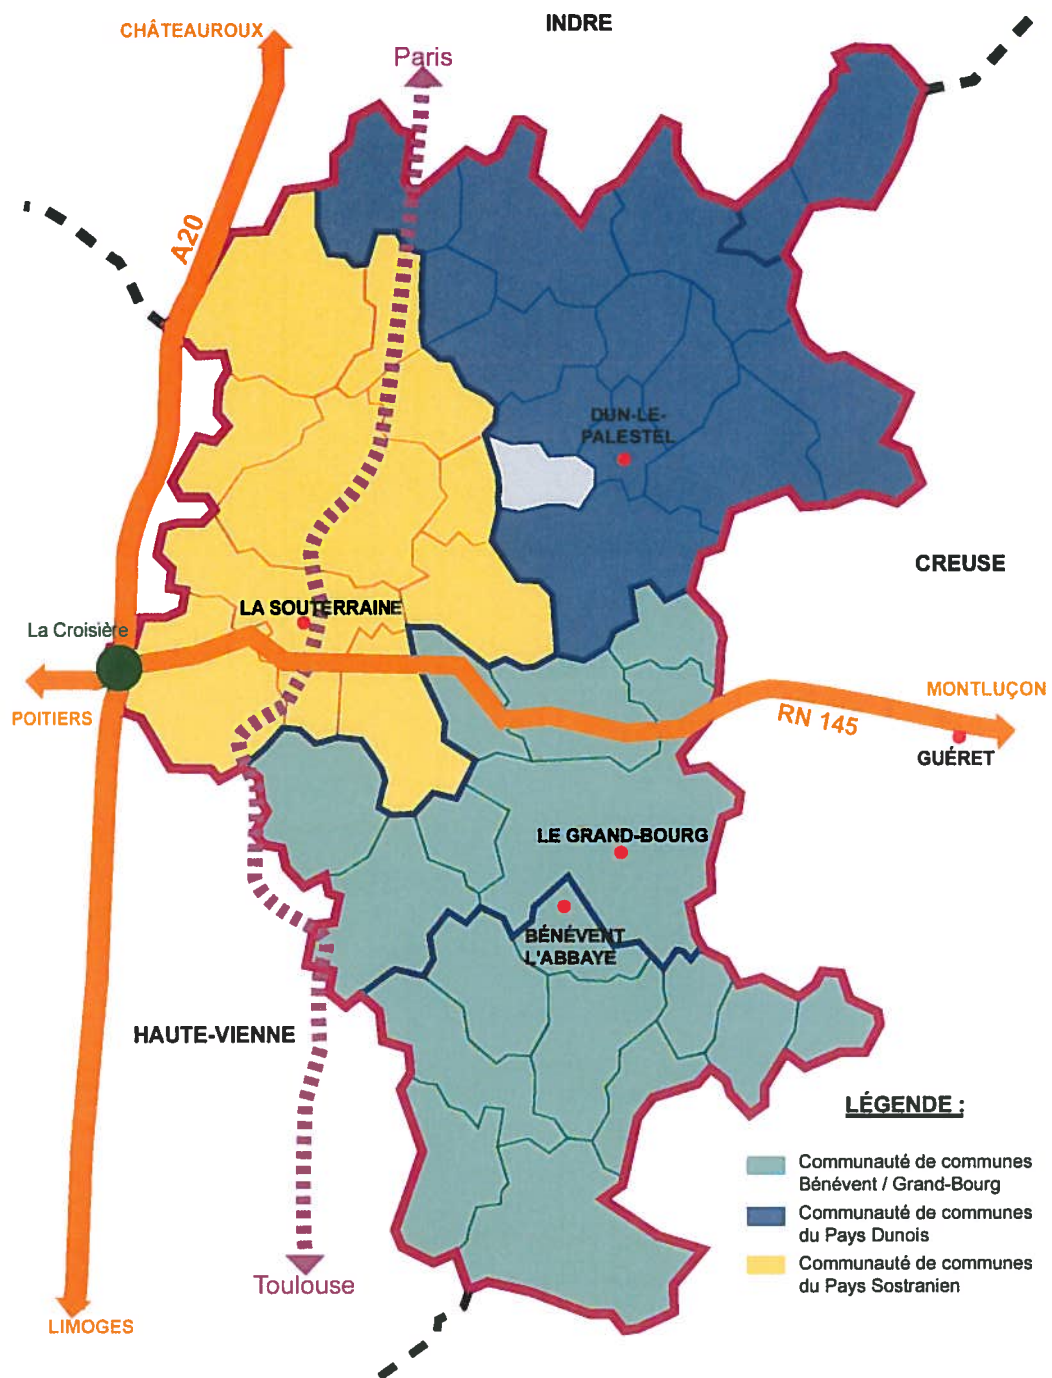 INDRE
CHÂTEAUROUX
Paris
A20
DUN-LE-
PALESTEL
CREUSE
LA SOUTERRAINE
La Croisière
MONTLUÇON
POITIERS
RN 145
GUÉRET
LE GRAND-BOURG
BÉNÉVENT
L'ABBAYE
HAUTE-VIENNE
LÉGENDE :
Communauté de communes
Bénévent / Grand-Bourg
Communauté de communes
du Pays Dunois
Communauté de communes
du Pays Sostranien
Toulouse
LIMOGES